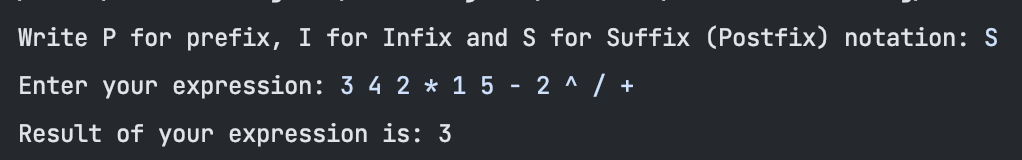 Write P for prefix, I for Infix and S for Suffix (Postfix) notation: S
Enter your expression: 3 4 2 * 1 5 - 2 ^ / +
Result of your expression is: 3